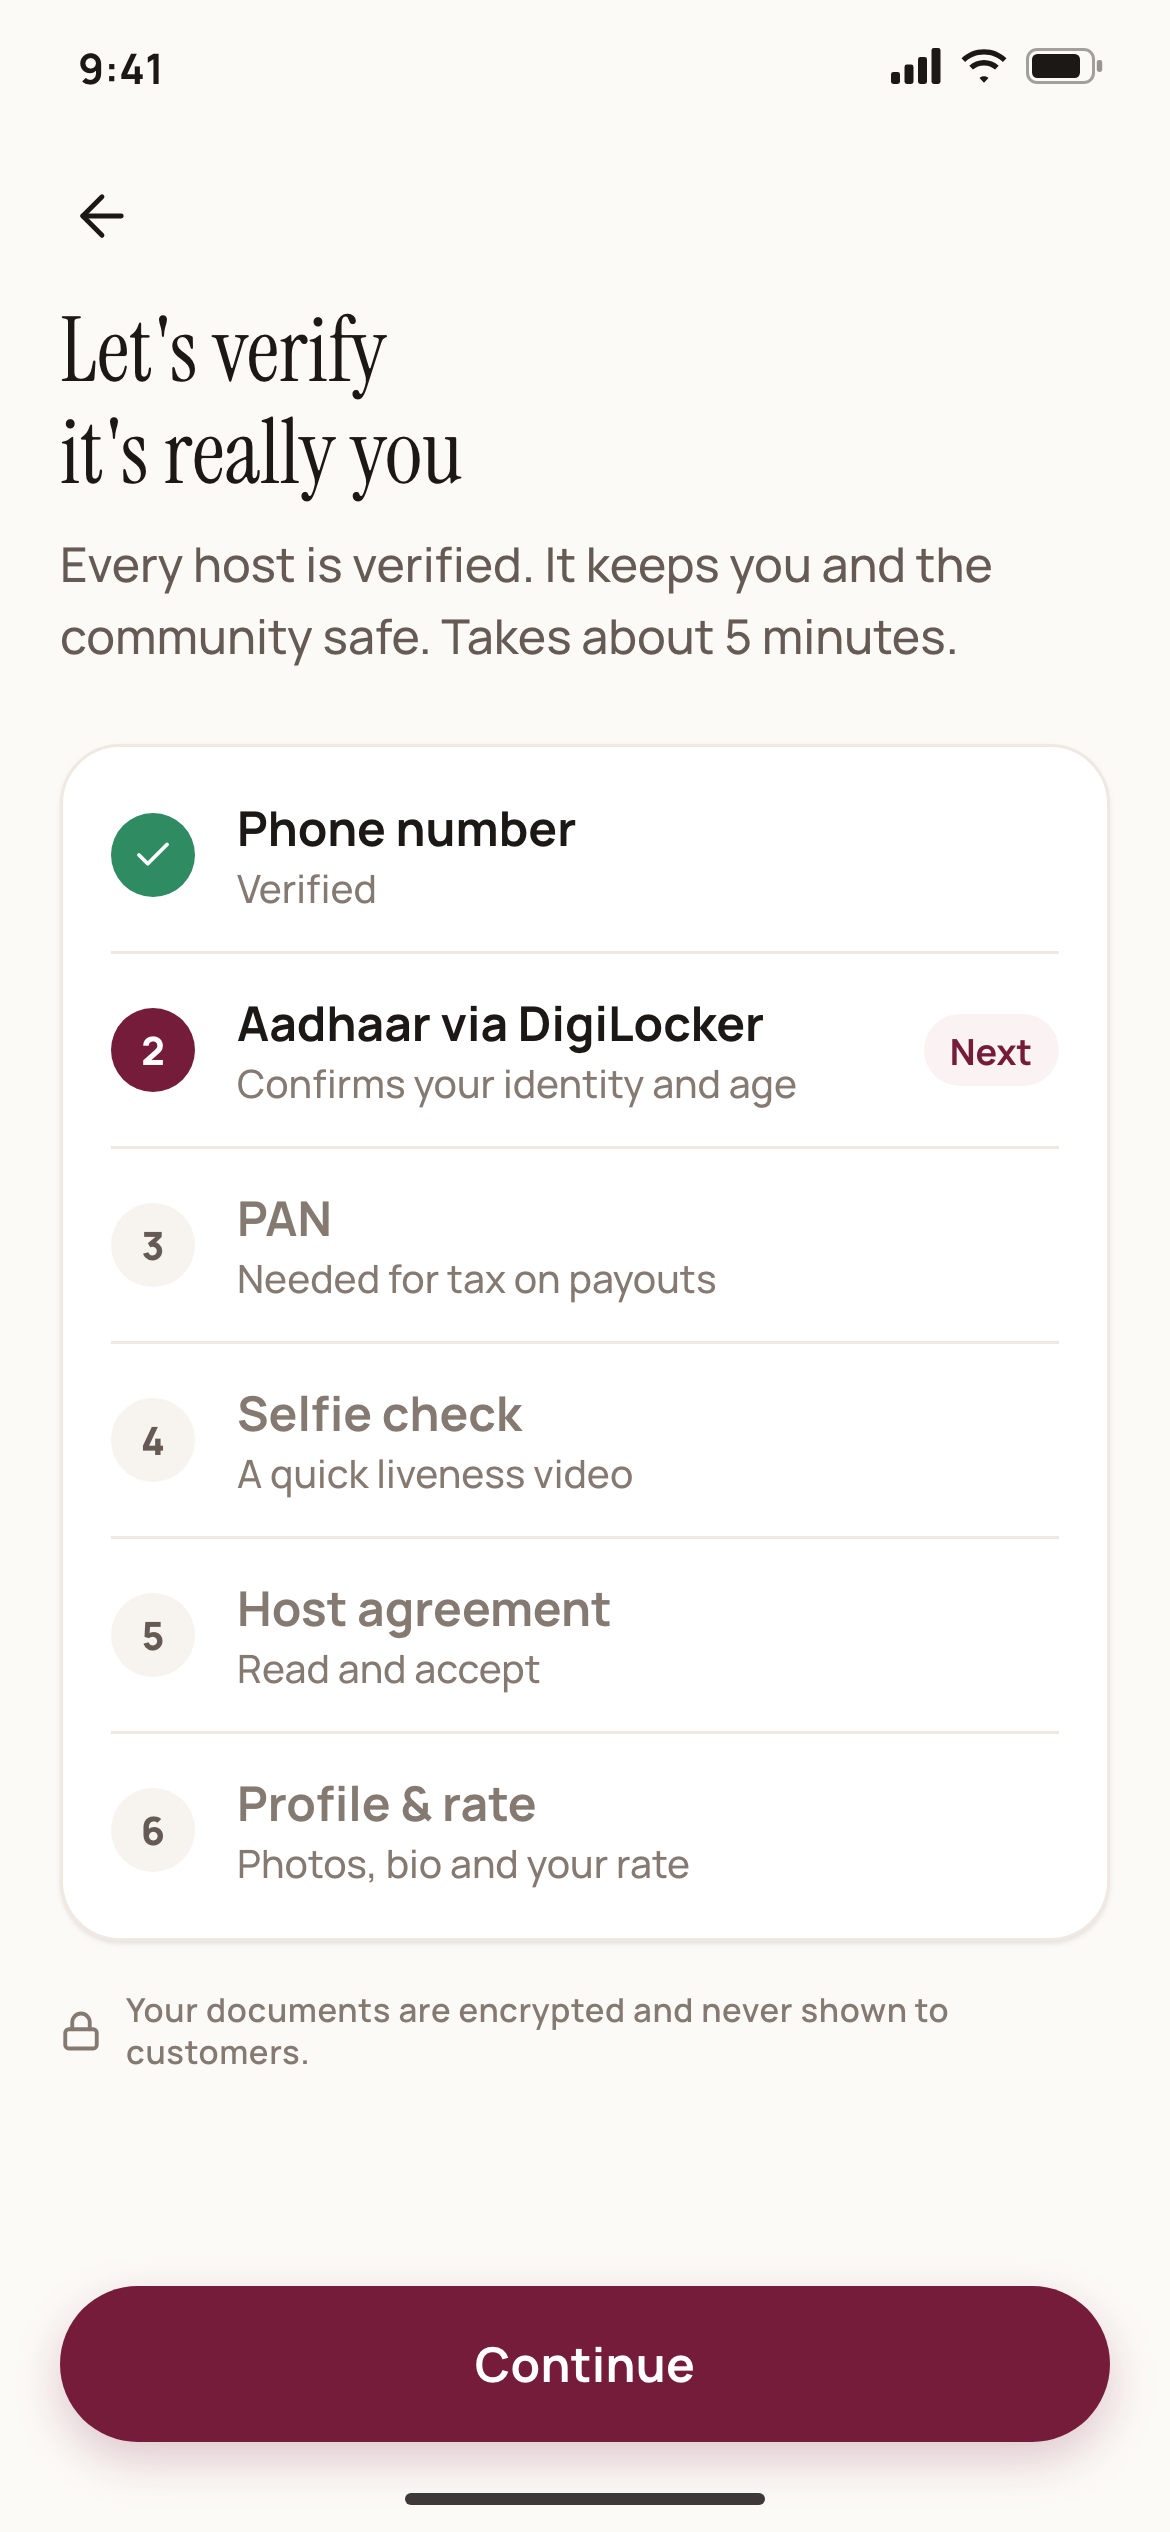 9:41
Let's verify
it's really you
Every host is verified. It keeps you and the
community safe. Takes about 5 minutes.
Phone number
Verified
2
Aadhaar via DigiLocker
Confirms your identity and age
Next
3
PAN
Needed for tax on payouts
4
Selfie check
A quick liveness video
5
Host agreement
Read and accept
6
Profile & rate
Photos, bio and your rate
Your documents are encrypted and never shown to
customers.
Continue